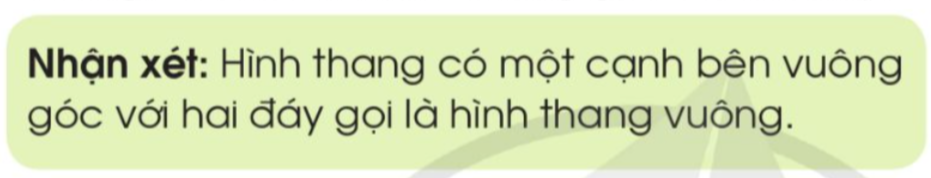 Nhận xét: Hình thang có một cạnh bên vuông
góc với hai đáy gọi là hình thang vuông.